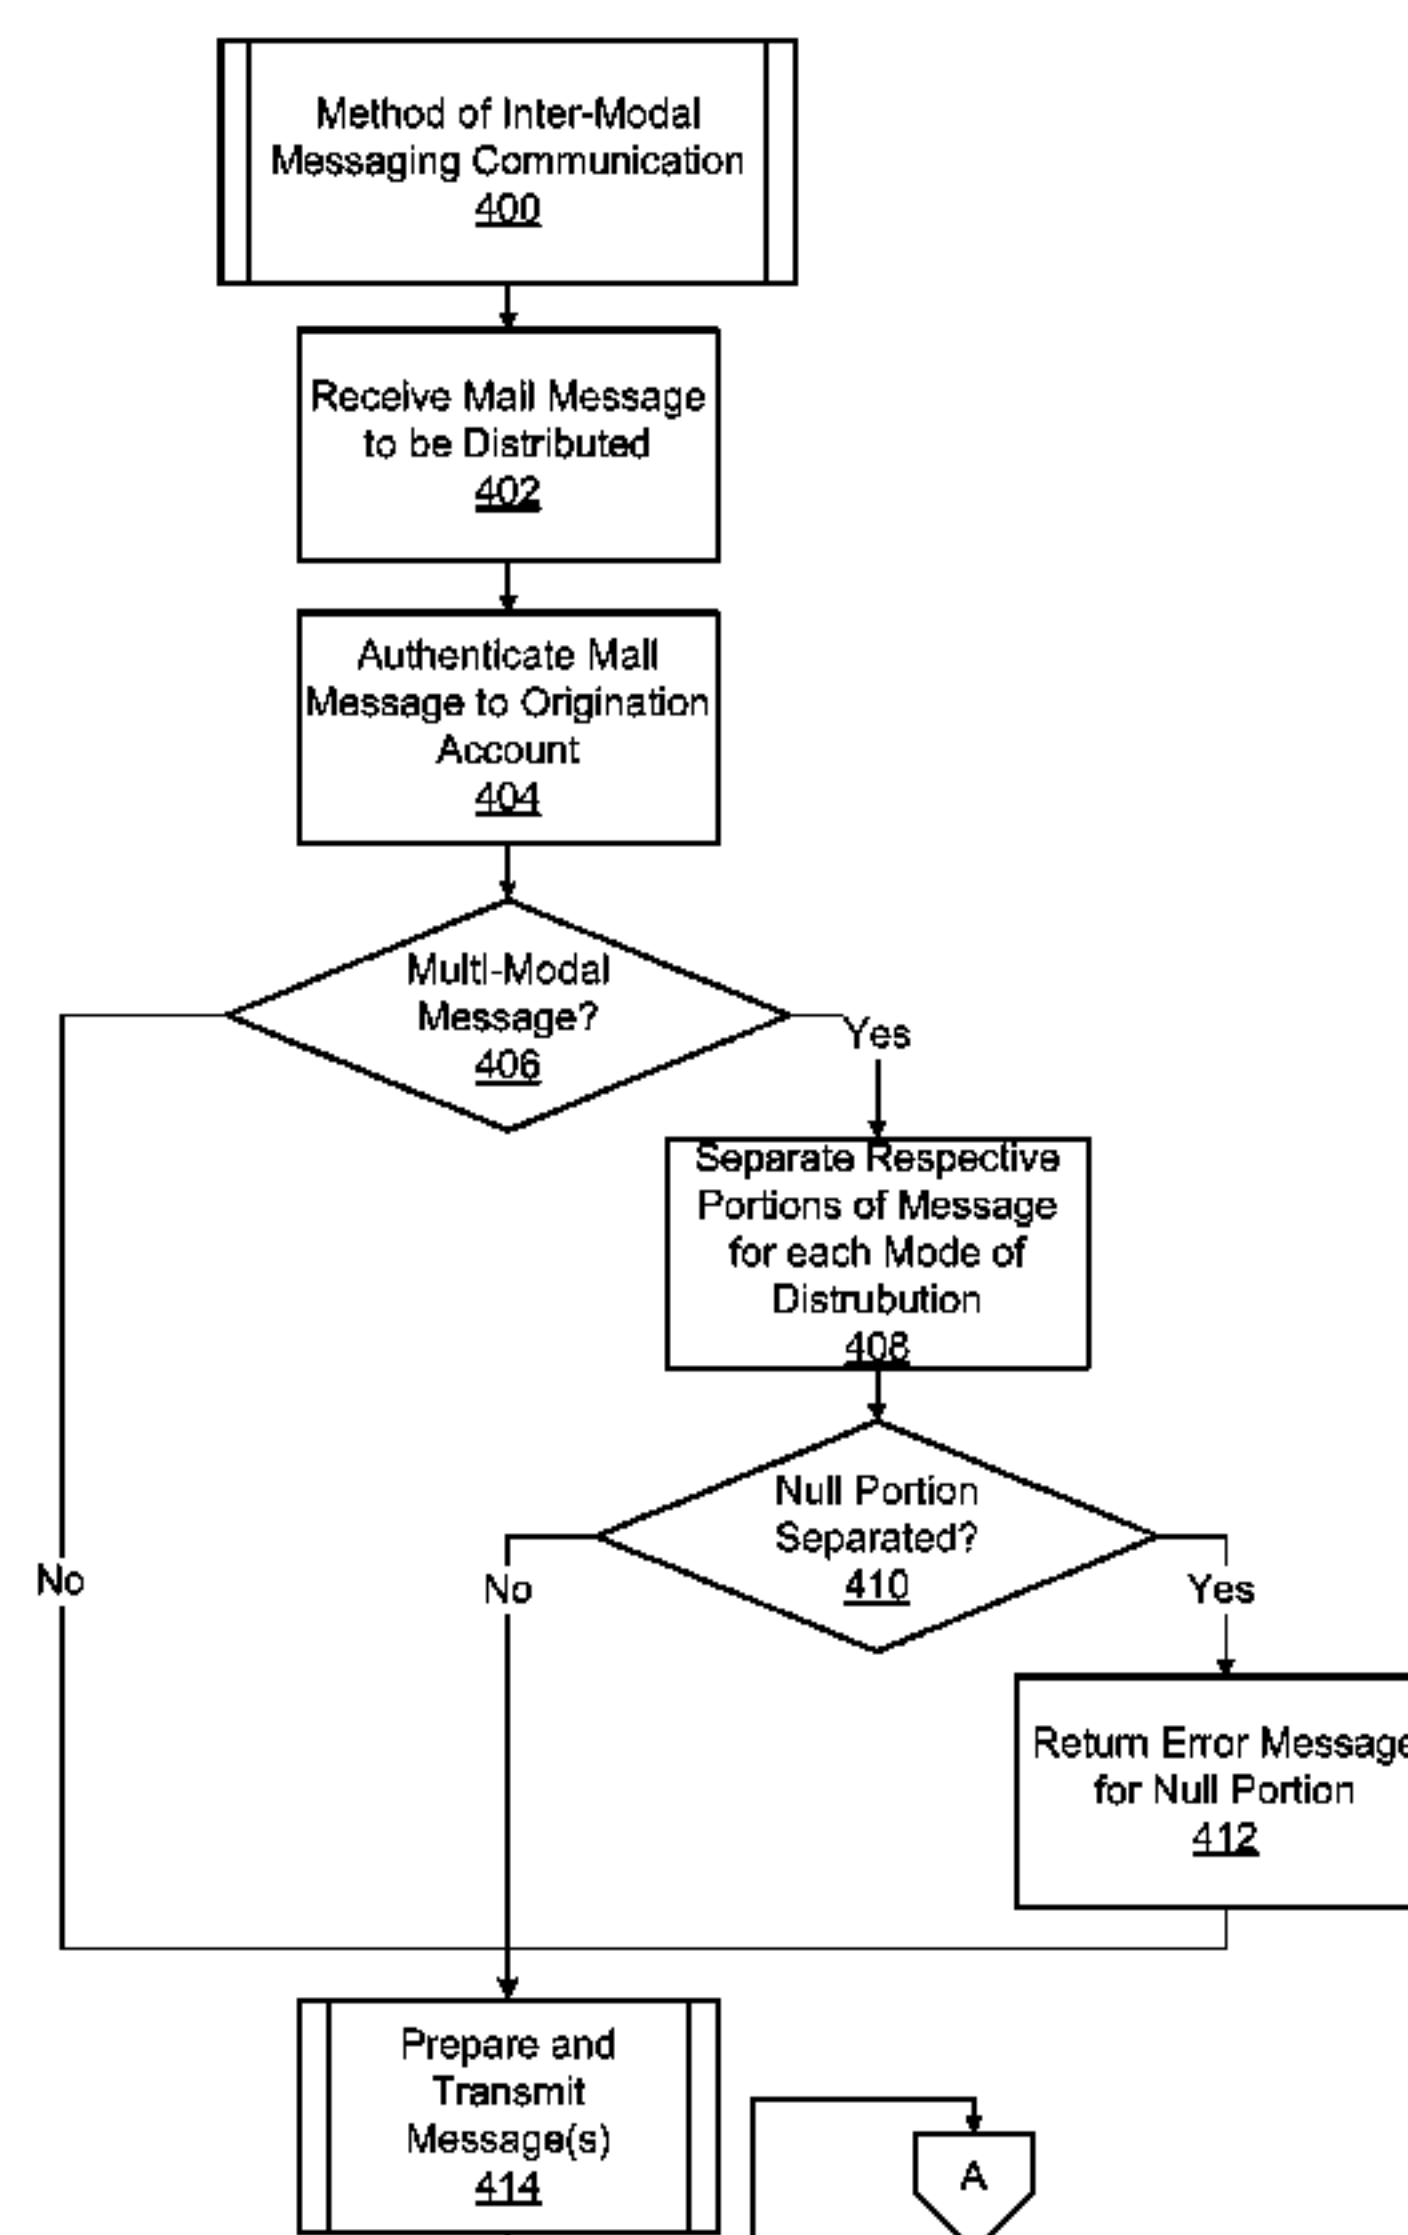 Method of Inter-Modal
Messaging Communication
400
Receive Mail Message
to be Distributed
402
Authenticate Mail
Message to Origination
Account
404
Multi-Modal
Message?
406
Yes
Separate Respective
Portions of Message
for each Mode of
Distrubution
408
Null Portion
Separated?
410
No
No
Yes
Return Error Message
for Null Portion
412
Prepare and
Transmit
Message(s)
414
A